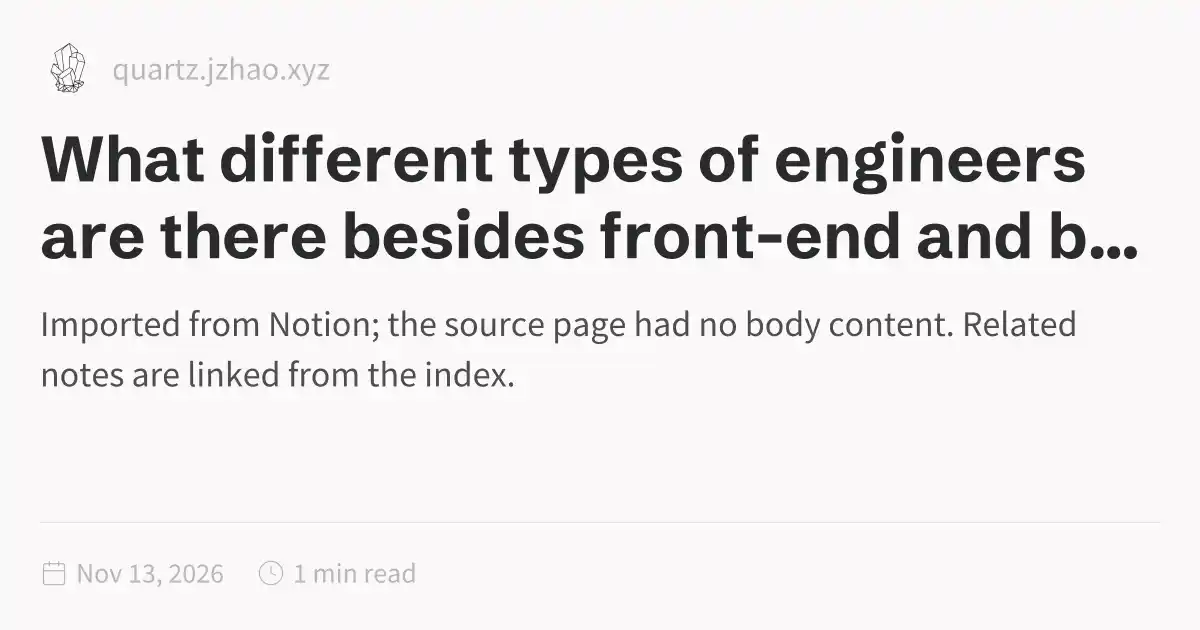 quartz.jzhao.xyz
What different types of engineers
are there besides front-end and b...
Imported from Notion; the source page had no body content. Related
notes are linked from the index.
Nov 13, 2026 1 min read